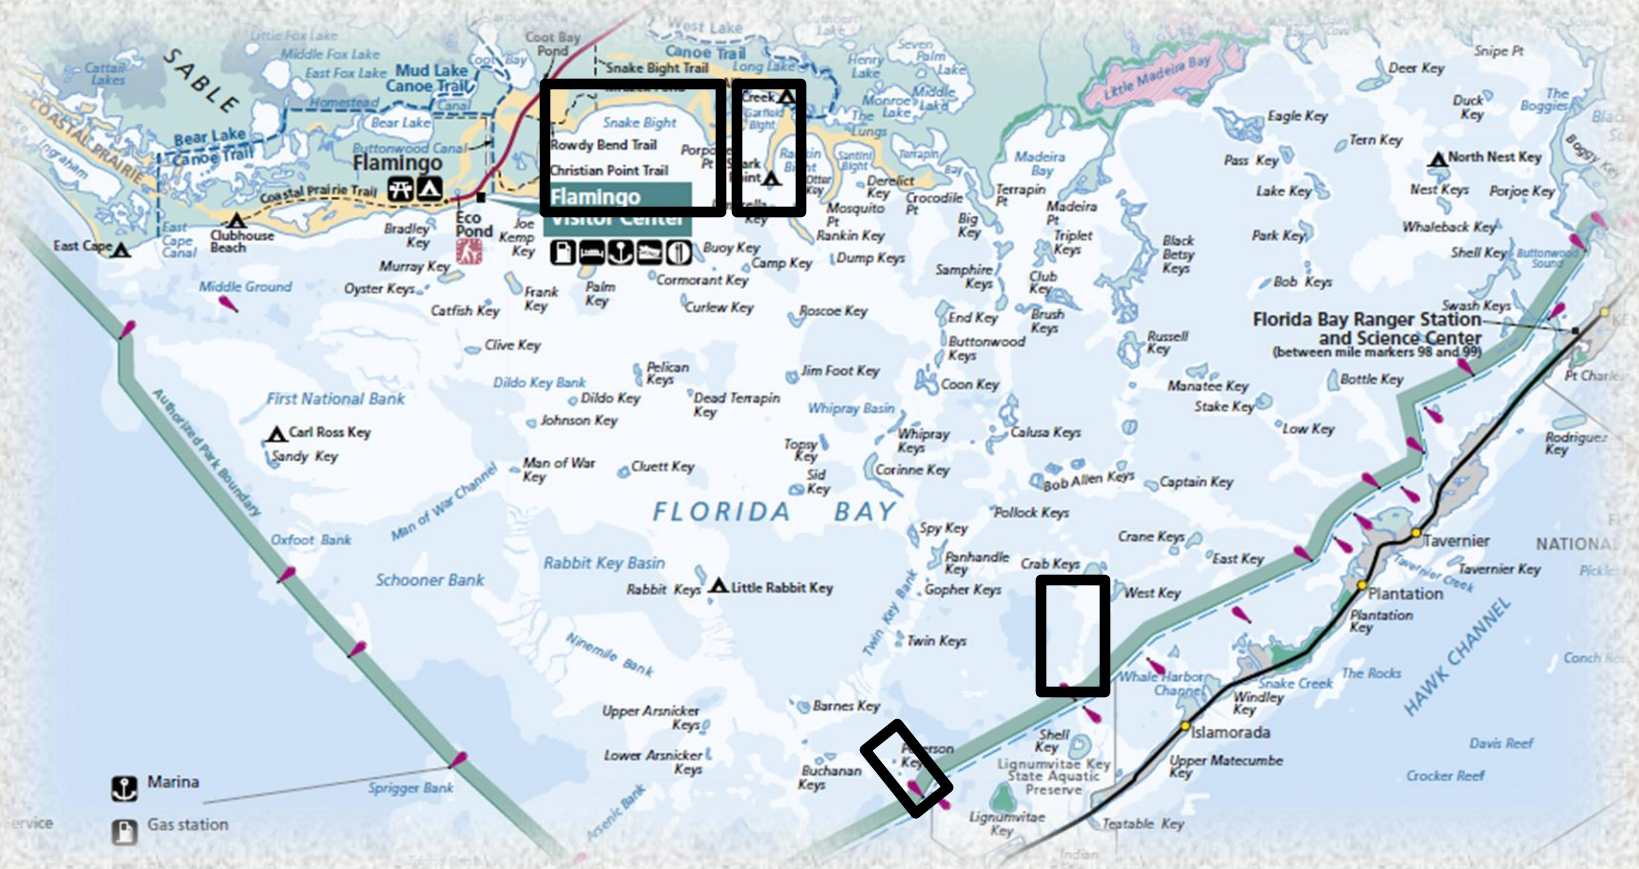 Little Fox Lake
Middle Fox Lake
East Fox Lake
Cattail
Lakes
SABLE
COASTAL PRAIRIE
Ingraham
Mud Lake
Canoe Trail
Homestead
Canal
Bear Lake
Bear Lake
Canoe Trail
Buttonwood Canal
Flamingo
Coastal Prairie Trail
Coot Bay
Pond
Coot Bay
West Lake
Canoe Trail
Long Lake
Snake Bight Trail
Snake Bight
Rowdy Bend Trail
Christian Point Trail
Flamingo
Visitor Center
Creek
Garfield
Bight
Henry
Lake
Seven
Palm
Lake
Middle
Lake
Monroe
Lake
The
Lungs
Santini
Bight
Terrapin
Bay
Derelict
Key
Crocodile
Pt
Mosquito
Pt
Rankin Key
Dump Keys
Big
Key
Little Madeira Bay
Madeira
Bay
Terrapin
Pt
Madeira
Pt
Triplet
Keys
Black
Betsy
Keys
Snipe Pt
Deer Key
Duck
Key
The
Boggies
Eagle Key
Tern Key
Pass Key
North Nest Key
Boggy Key
Lake Key
Nest Keys
Porjoe Key
Park Key
Whaleback Key
Shell Key
Buttonwood
Sound
Bob Keys
Swash Keys
Florida Bay Ranger Station
and Science Center
(between mile markers 98 and 99)
East Cape
East
Cape
Canal
Clubhouse
Beach
Eco
Pond
Joe
Kemp
Key
Bradley
Key
Murray Key
Oyster Keys
Middle Ground
Catfish Key
Frank
Key
Palm
Key
Buoy Key
Camp Key
Cormorant Key
Curlew Key
Roscoe Key
Samphire
Keys
Club
Key
Brush
Keys
End Key
Buttonwood
Keys
Russell
Key
Clive Key
Pelican
Keys
Jim Foot Key
Coon Key
Manatee Key
Stake Key
Bottle Key
Low Key
Rodriguez
Key
Dildo Key Bank
Dildo Key
Dead Terrapin
Key
Whipray Basin
First National Bank
Johnson Key
Carl Ross Key
Sandy Key
Authorized Park Boundary
Man of War Channel
Man of War
Key
Cluett Key
Topsy
Key
Sid
Key
Whipray
Keys
Corinne Key
Calusa Keys
Bob Allen Keys
Captain Key
FLORIDA BAY
Pollock Keys
Spy Key
Crane Keys
East Key
Panhandle
Key
Crab Keys
Gopher Keys
West Key
Oxfoot Bank
Schooner Bank
Rabbit Key Basin
Rabbit Keys
Little Rabbit Key
Twin Key Bank
Twin Keys
Ninemile Bank
Tavernier
Tavernier Creek
Tavernier Key
NATIONAL
Plantation
Plantation
Key
HAWK CHANNEL
The Rocks
Snake Creek
Windley
Key
Whale Harbor
Channel
Islamorada
Upper Matecumbe
Key
Davis Reef
Crocker Reef
Upper Arsnicker
Keys
Lower Arsnicker
Keys
Barnes Key
Buchanan
Keys
Shell
Key
Lignumvitae Key
State Aquatic
Preserve
Lignumvitae
Key
Teatable Key
Indian
Arsenic Bank
Sprigger Bank
Marina
Gas station